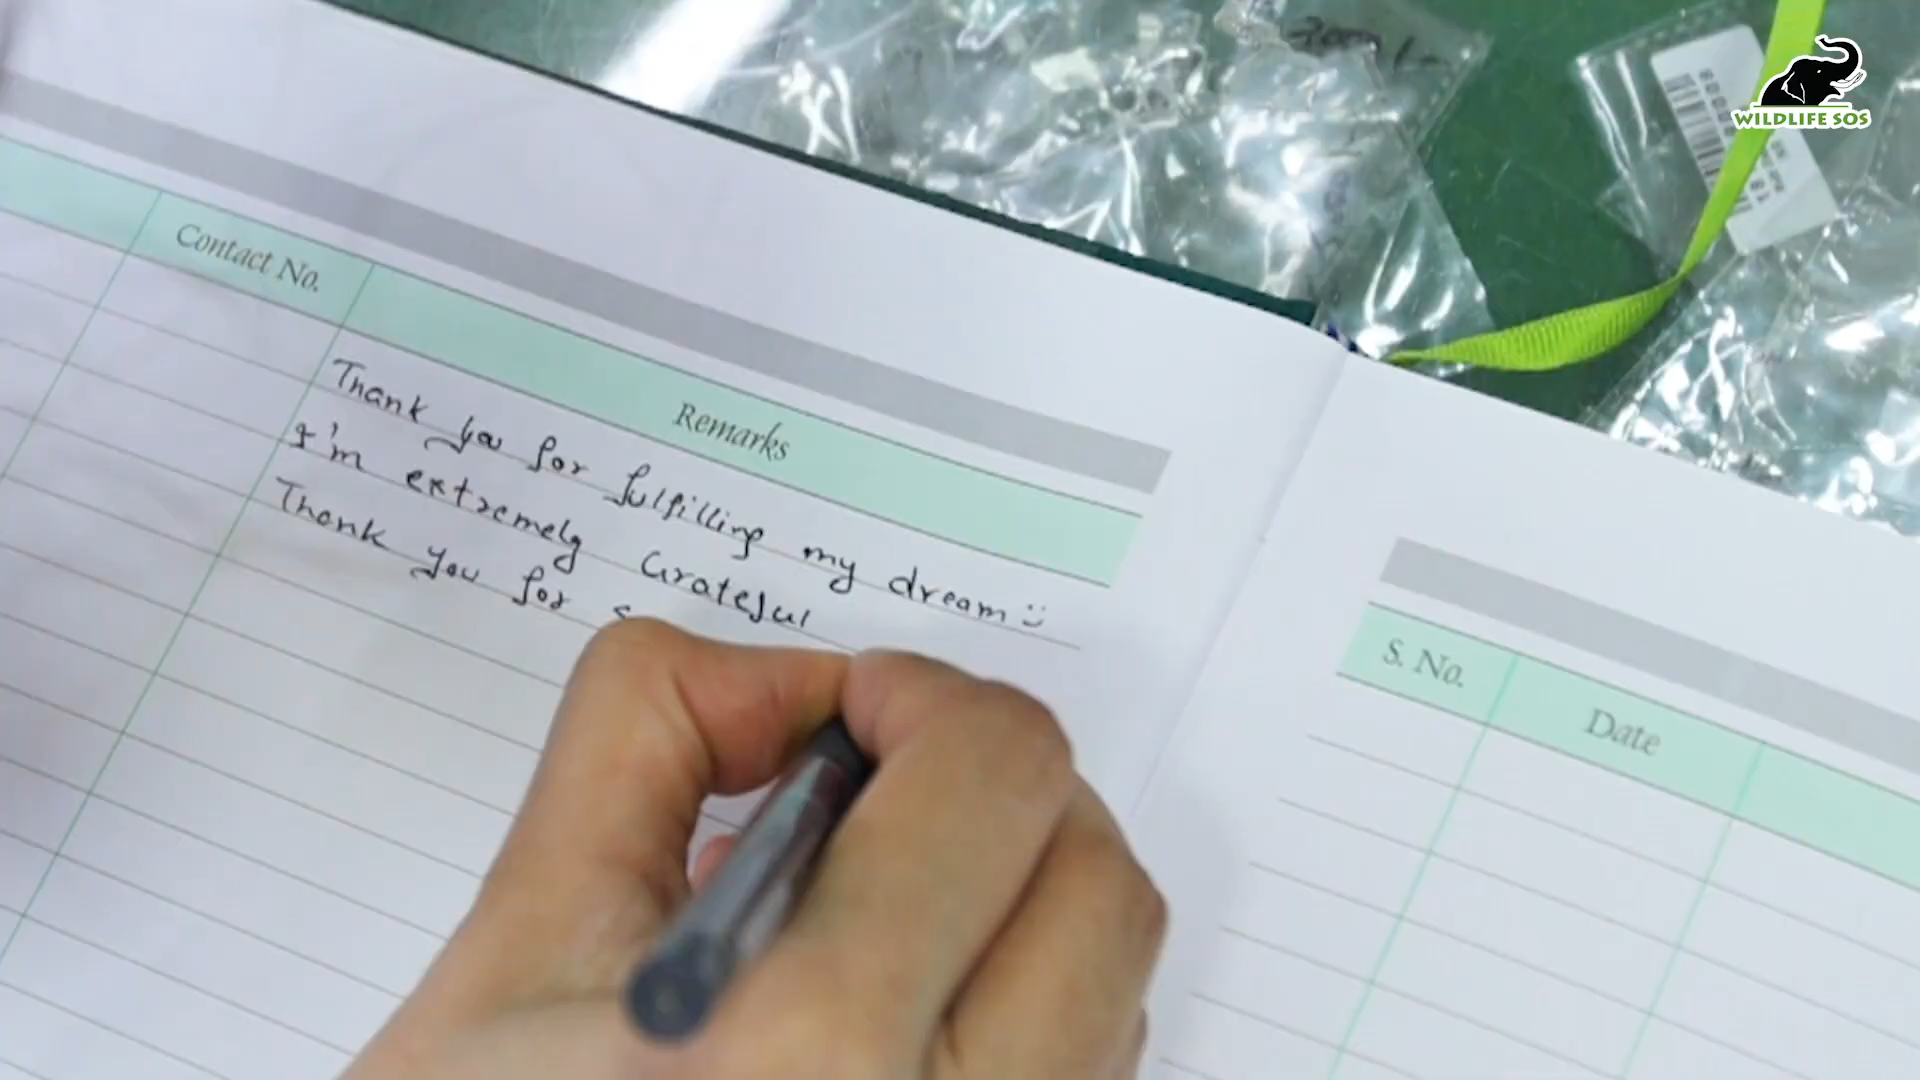 WILDLIFE SOS
Contact No.
Remarks
Thank you for fulfilling my dream :)
I'm extremely Grateful
Thank you for
S. No.
Date